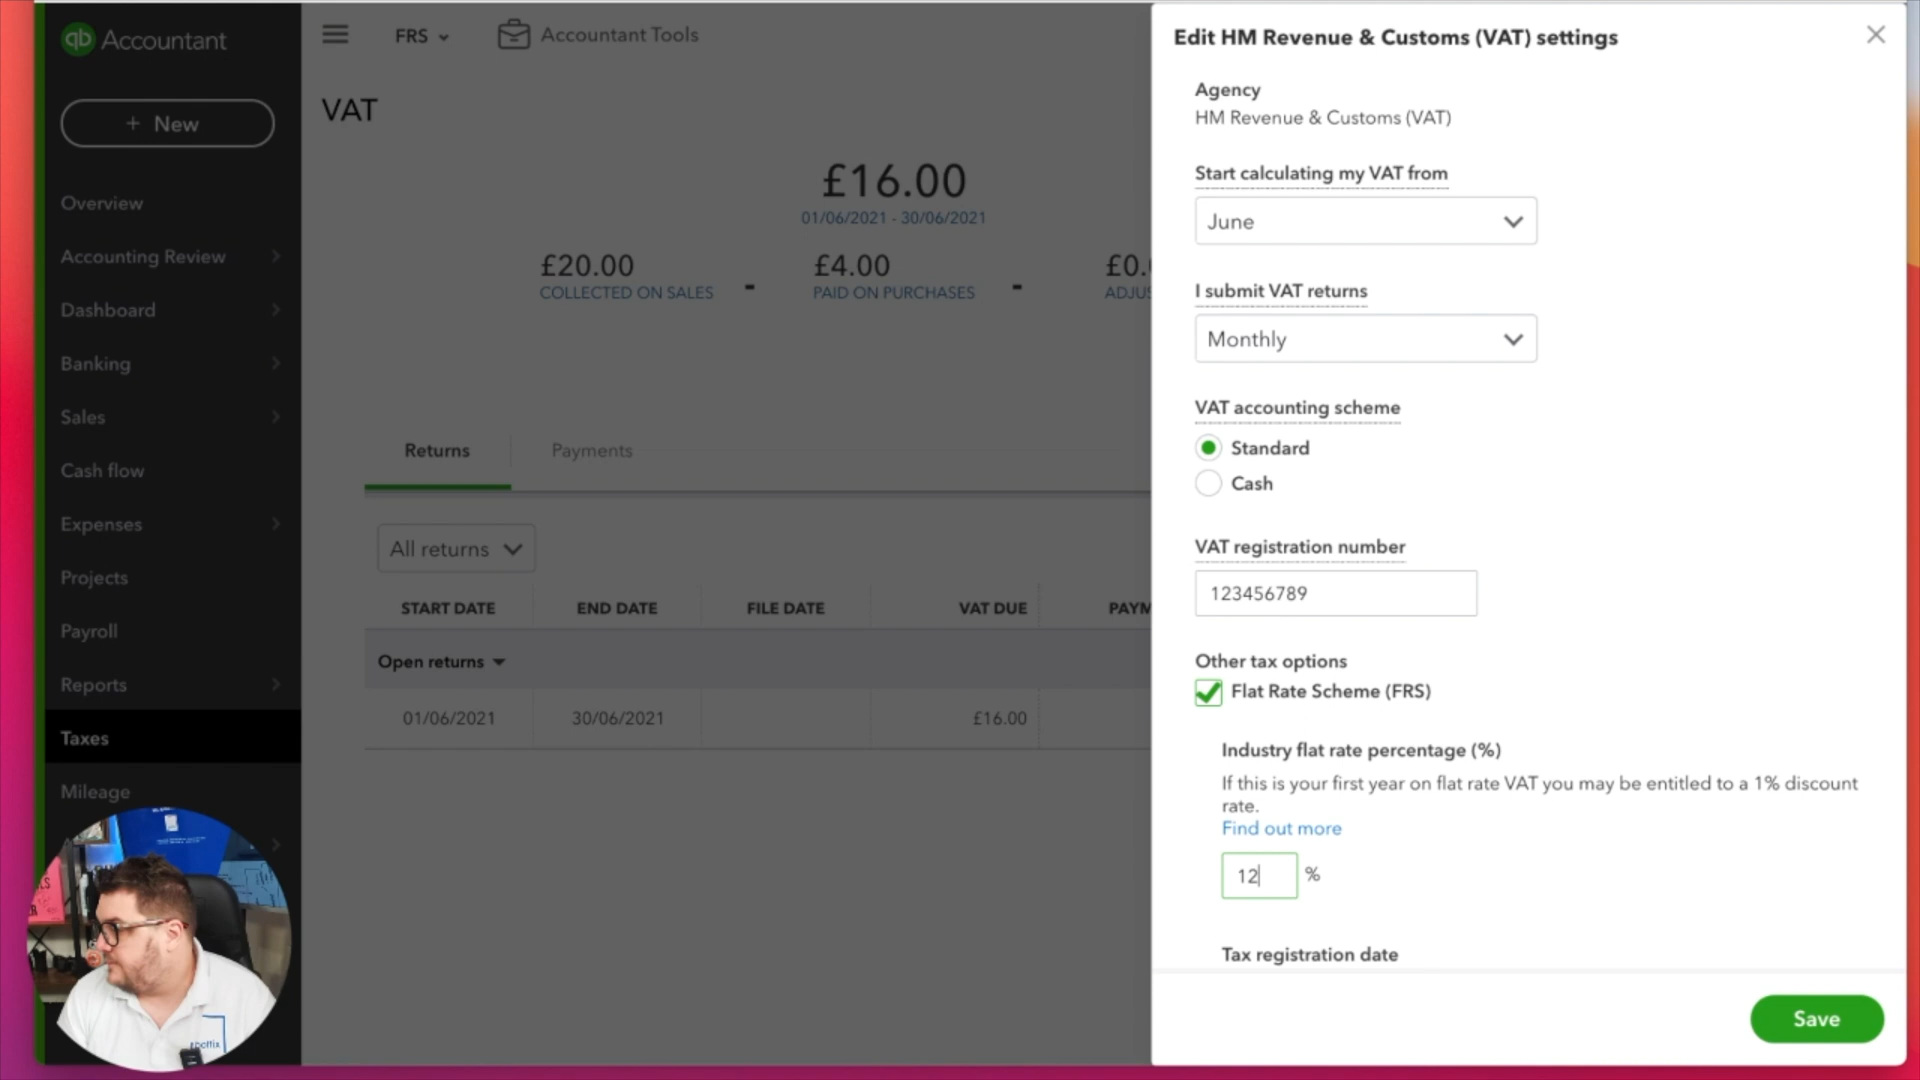 qb Accountant
+ New
Overview
Accounting Review
Dashboard
Banking
Sales
Cash flow
Expenses
Projects
Payroll
Reports
Taxes
Mileage
FRS
Accountant Tools
VAT
£16.00
01/06/2021 - 30/06/2021
£20.00
COLLECTED ON SALES
-
£4.00
PAID ON PURCHASES
-
£0.
ADJUS
Returns
Payments
All returns
START DATE END DATE FILE DATE VAT DUE PAYM
Open returns
01/06/2021 30/06/2021 £16.00
Edit HM Revenue & Customs (VAT) settings
Agency
HM Revenue & Customs (VAT)
Start calculating my VAT from
June
I submit VAT returns
Monthly
VAT accounting scheme
Standard
Cash
VAT registration number
123456789
Other tax options
Flat Rate Scheme (FRS)
Industry flat rate percentage (%)
If this is your first year on flat rate VAT you may be entitled to a 1% discount
rate.
Find out more
12 %
Tax registration date
Save